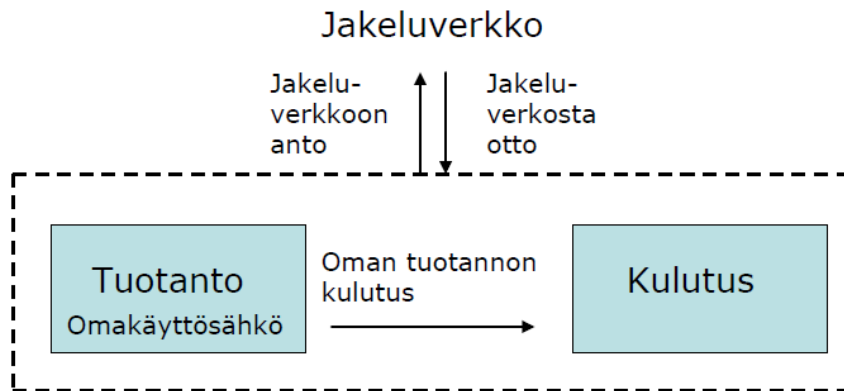 Jakeluverkko
Jakelu-
verkkoon
anto
Jakelu-
verkosta
otto
Tuotanto
Omakäyttösähkö
Oman tuotannon
kulutus
Kulutus